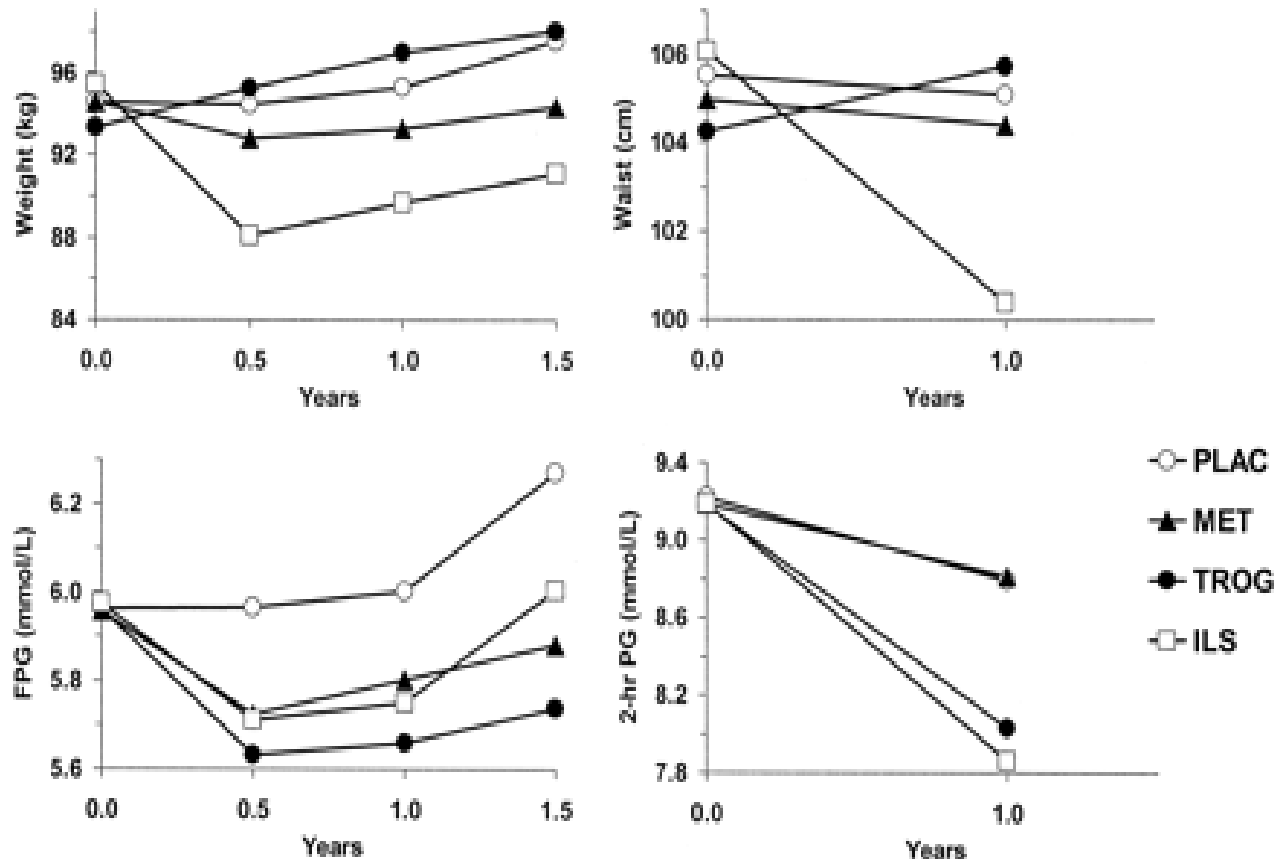 Weight (kg)
96
92
88
84
0.0 0.5 1.0 1.5
Years
Waist (cm)
106
104
102
100
0.0 1.0
Years
FPG (mmol/L)
6.2
6.0
5.8
5.6
0.0 0.5 1.0 1.5
Years
2-hr PG (mmol/L)
9.4
9.0
8.6
8.2
7.8
0.0 1.0
Years
PLAC
MET
TROG
ILS